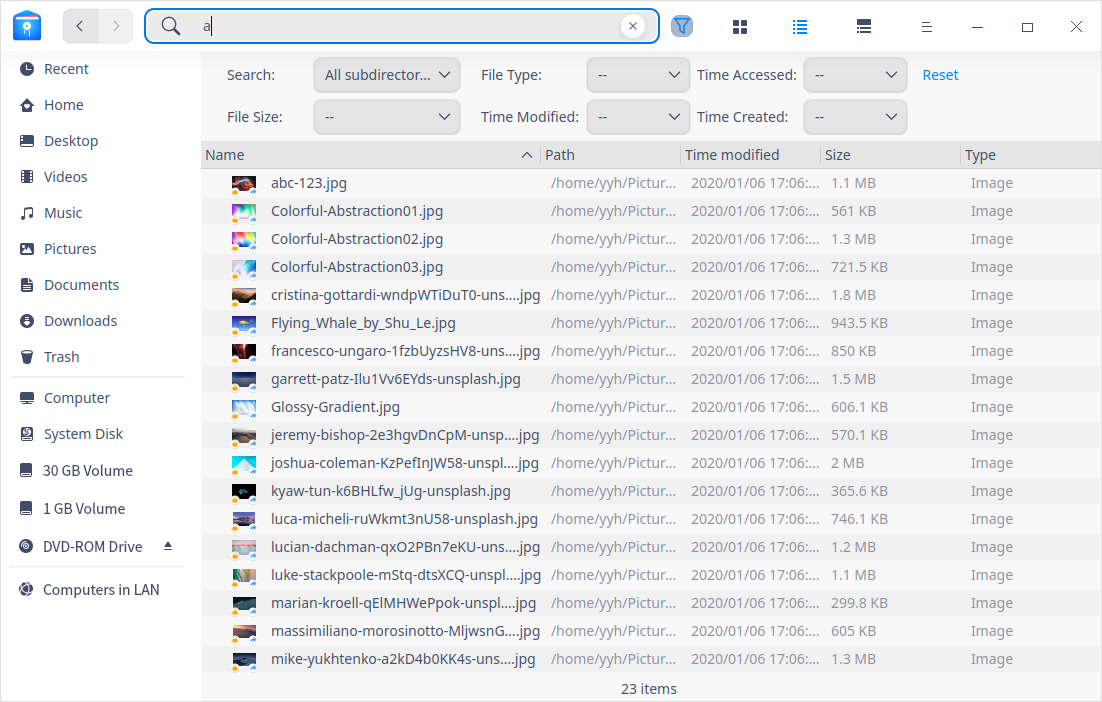 a
Recent
Home
Desktop
Videos
Music
Pictures
Documents
Downloads
Trash
Computer
System Disk
30 GB Volume
1 GB Volume
DVD-ROM Drive
Computers in LAN
Search: All subdirector... File Type: -- Time Accessed: -- Reset
File Size: -- Time Modified: -- Time Created: --
Name Path Time modified Size Type
abc-123.jpg /home/yyh/Pictur... 2020/01/06 17:06:... 1.1 MB Image
Colorful-Abstraction01.jpg /home/yyh/Pictur... 2020/01/06 17:06:... 561 KB Image
Colorful-Abstraction02.jpg /home/yyh/Pictur... 2020/01/06 17:06:... 1.3 MB Image
Colorful-Abstraction03.jpg /home/yyh/Pictur... 2020/01/06 17:06:... 721.5 KB Image
cristina-gottardi-wndpWTiDuT0-uns....jpg /home/yyh/Pictur... 2020/01/06 17:06:... 1.8 MB Image
Flying_Whale_by_Shu_Le.jpg /home/yyh/Pictur... 2020/01/06 17:06:... 943.5 KB Image
francesco-ungaro-1fzbUyzsHV8-uns....jpg /home/yyh/Pictur... 2020/01/06 17:06:... 850 KB Image
garrett-patz-Ilu1Vv6EYds-unsplash.jpg /home/yyh/Pictur... 2020/01/06 17:06:... 1.5 MB Image
Glossy-Gradient.jpg /home/yyh/Pictur... 2020/01/06 17:06:... 606.1 KB Image
jeremy-bishop-2e3hgvDnCpM-unsp....jpg /home/yyh/Pictur... 2020/01/06 17:06:... 570.1 KB Image
joshua-coleman-KzPefInJW58-unspl....jpg /home/yyh/Pictur... 2020/01/06 17:06:... 2 MB Image
kyaw-tun-k6BHLfw_jUg-unsplash.jpg /home/yyh/Pictur... 2020/01/06 17:06:... 365.6 KB Image
luca-micheli-ruWkmt3nU58-unsplash.jpg /home/yyh/Pictur... 2020/01/06 17:06:... 746.1 KB Image
lucian-dachman-qxO2PBn7eKU-uns....jpg /home/yyh/Pictur... 2020/01/06 17:06:... 1.2 MB Image
luke-stackpoole-mStq-dtsXCQ-unspl....jpg /home/yyh/Pictur... 2020/01/06 17:06:... 1.1 MB Image
marian-kroell-qElMHWePpok-unspl....jpg /home/yyh/Pictur... 2020/01/06 17:06:... 299.8 KB Image
massimiliano-morosinotto-MljwsnG....jpg /home/yyh/Pictur... 2020/01/06 17:06:... 605 KB Image
mike-yukhtenko-a2kD4b0KK4s-uns....jpg /home/yyh/Pictur... 2020/01/06 17:06:... 1.3 MB Image
23 items